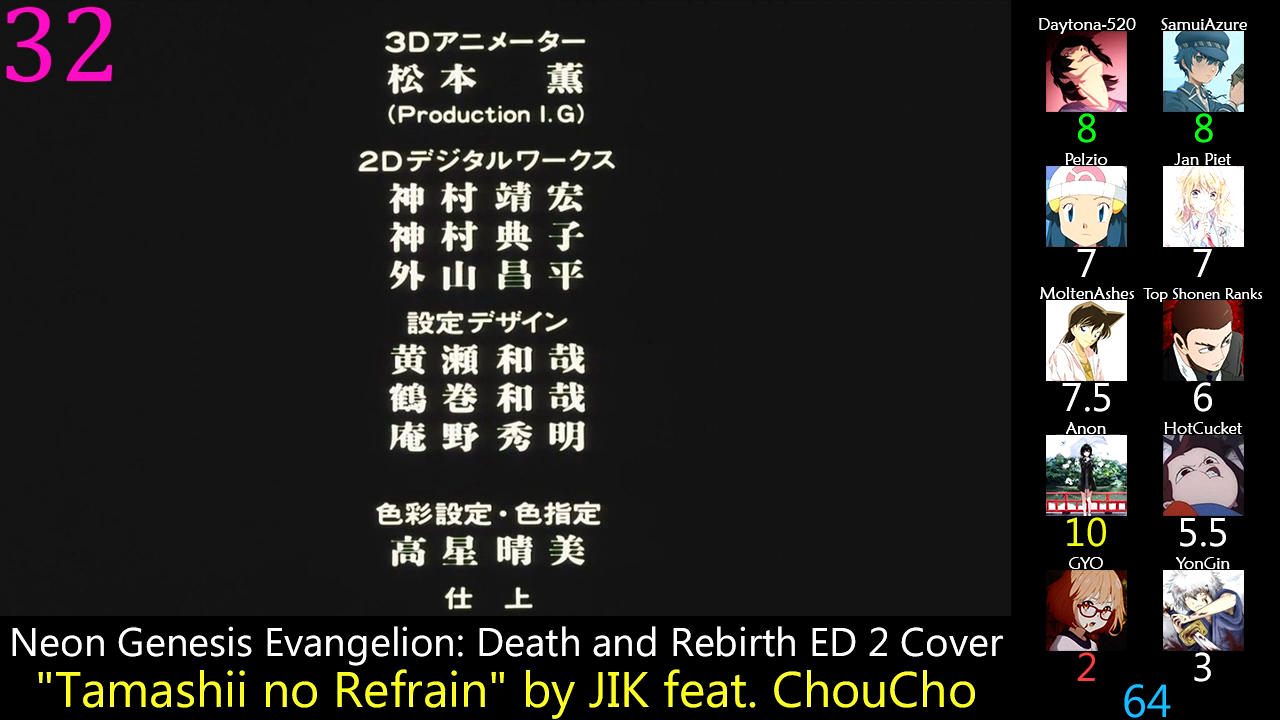 32
3Dアニメーター
松本 薫
(Production I.G)
2Dデジタルワークス
神村靖宏
神村典子
外山昌平
設定デザイン
黄瀬和哉
鶴巻和哉
庵野秀明
色彩設定・色指定
高星晴美
仕上
Neon Genesis Evangelion: Death and Rebirth ED 2 Cover
"Tamashii no Refrain" by JIK feat. ChouCho
Daytona-520 SamuiAzure
8 8
Pelzio Jan Piet
7 7
MoltenAshes Top Shonen Ranks
7.5 6
Anon HotCucket
10 5.5
GYO YonGin
2 3
64